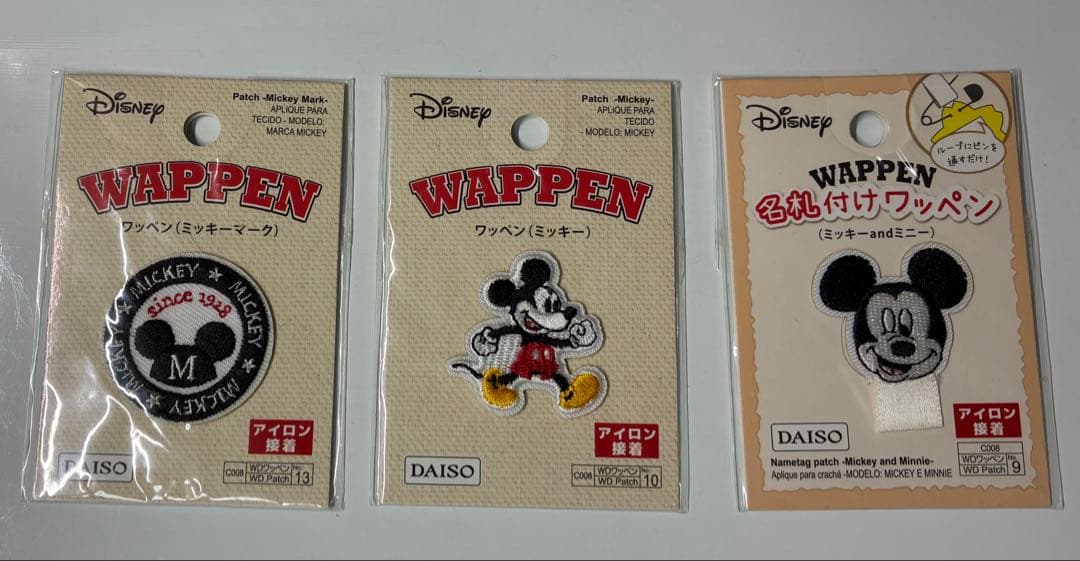 Disney
Patch -Mickey Mark-
APLIQUE PARA
TECIDO - MODELO:
MARCA MICKEY
WAPPEN
ワッペン(ミッキーマーク)
MICKEY ★ MICKEY ★ MICKEY ★ MICKEY ★
since 1928
M
アイロン
接着
DAISO
C008 WDワッペン No.
WD Patch 13
Disney
Patch -Mickey-
APLIQUE PARA
TECIDO
- MODELO: MICKEY
WAPPEN
ワッペン(ミッキー)
アイロン
接着
DAISO
C008 WDワッペン No.
WD Patch 10
Disney
ループにピンを
通すだけ!
WAPPEN
名札付けワッペン
(ミッキーandミニー)
アイロン
接着
DAISO
C008
WDワッペン No.
WD Patch 9
Nametag patch -Mickey and Minnie-
Aplique para crachá -MODELO: MICKEY E MINNIE